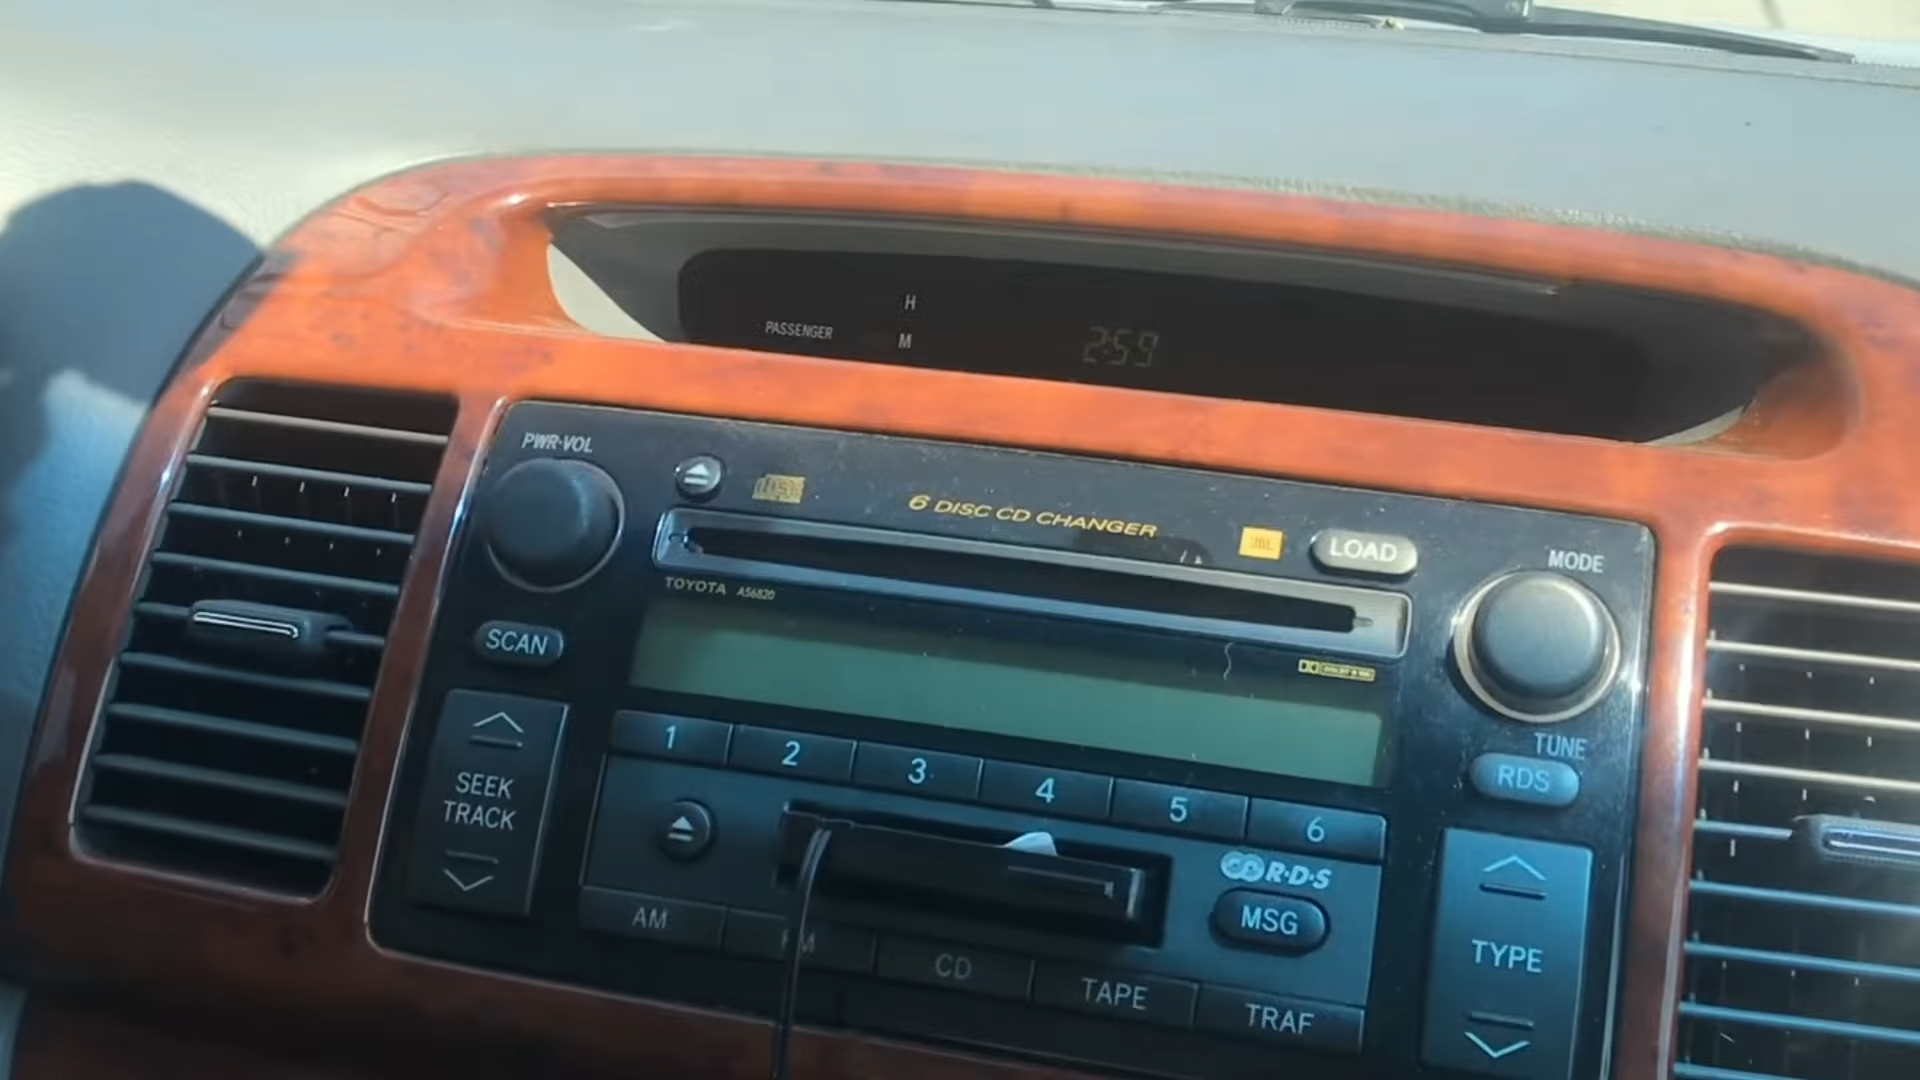 H
PASSENGER
M
2:59
PWR·VOL
6 DISC CD CHANGER
LOAD
MODE
TOYOTA A56820
SCAN
TUNE
1 2 3 4 5 6
RDS
SEEK
TRACK
R·D·S
MSG
AM FM CD TAPE TRAF
TYPE